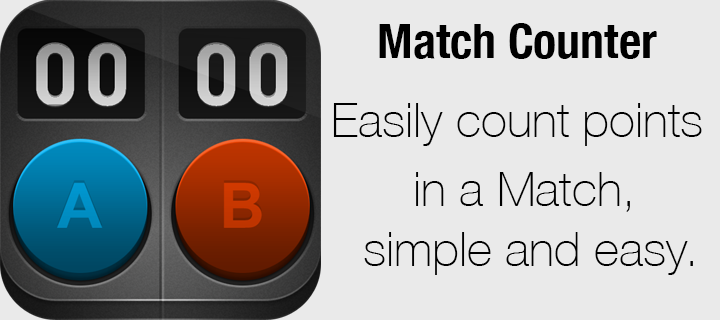 00 00
A B
Match Counter
Easily count points
in a Match,
simple and easy.